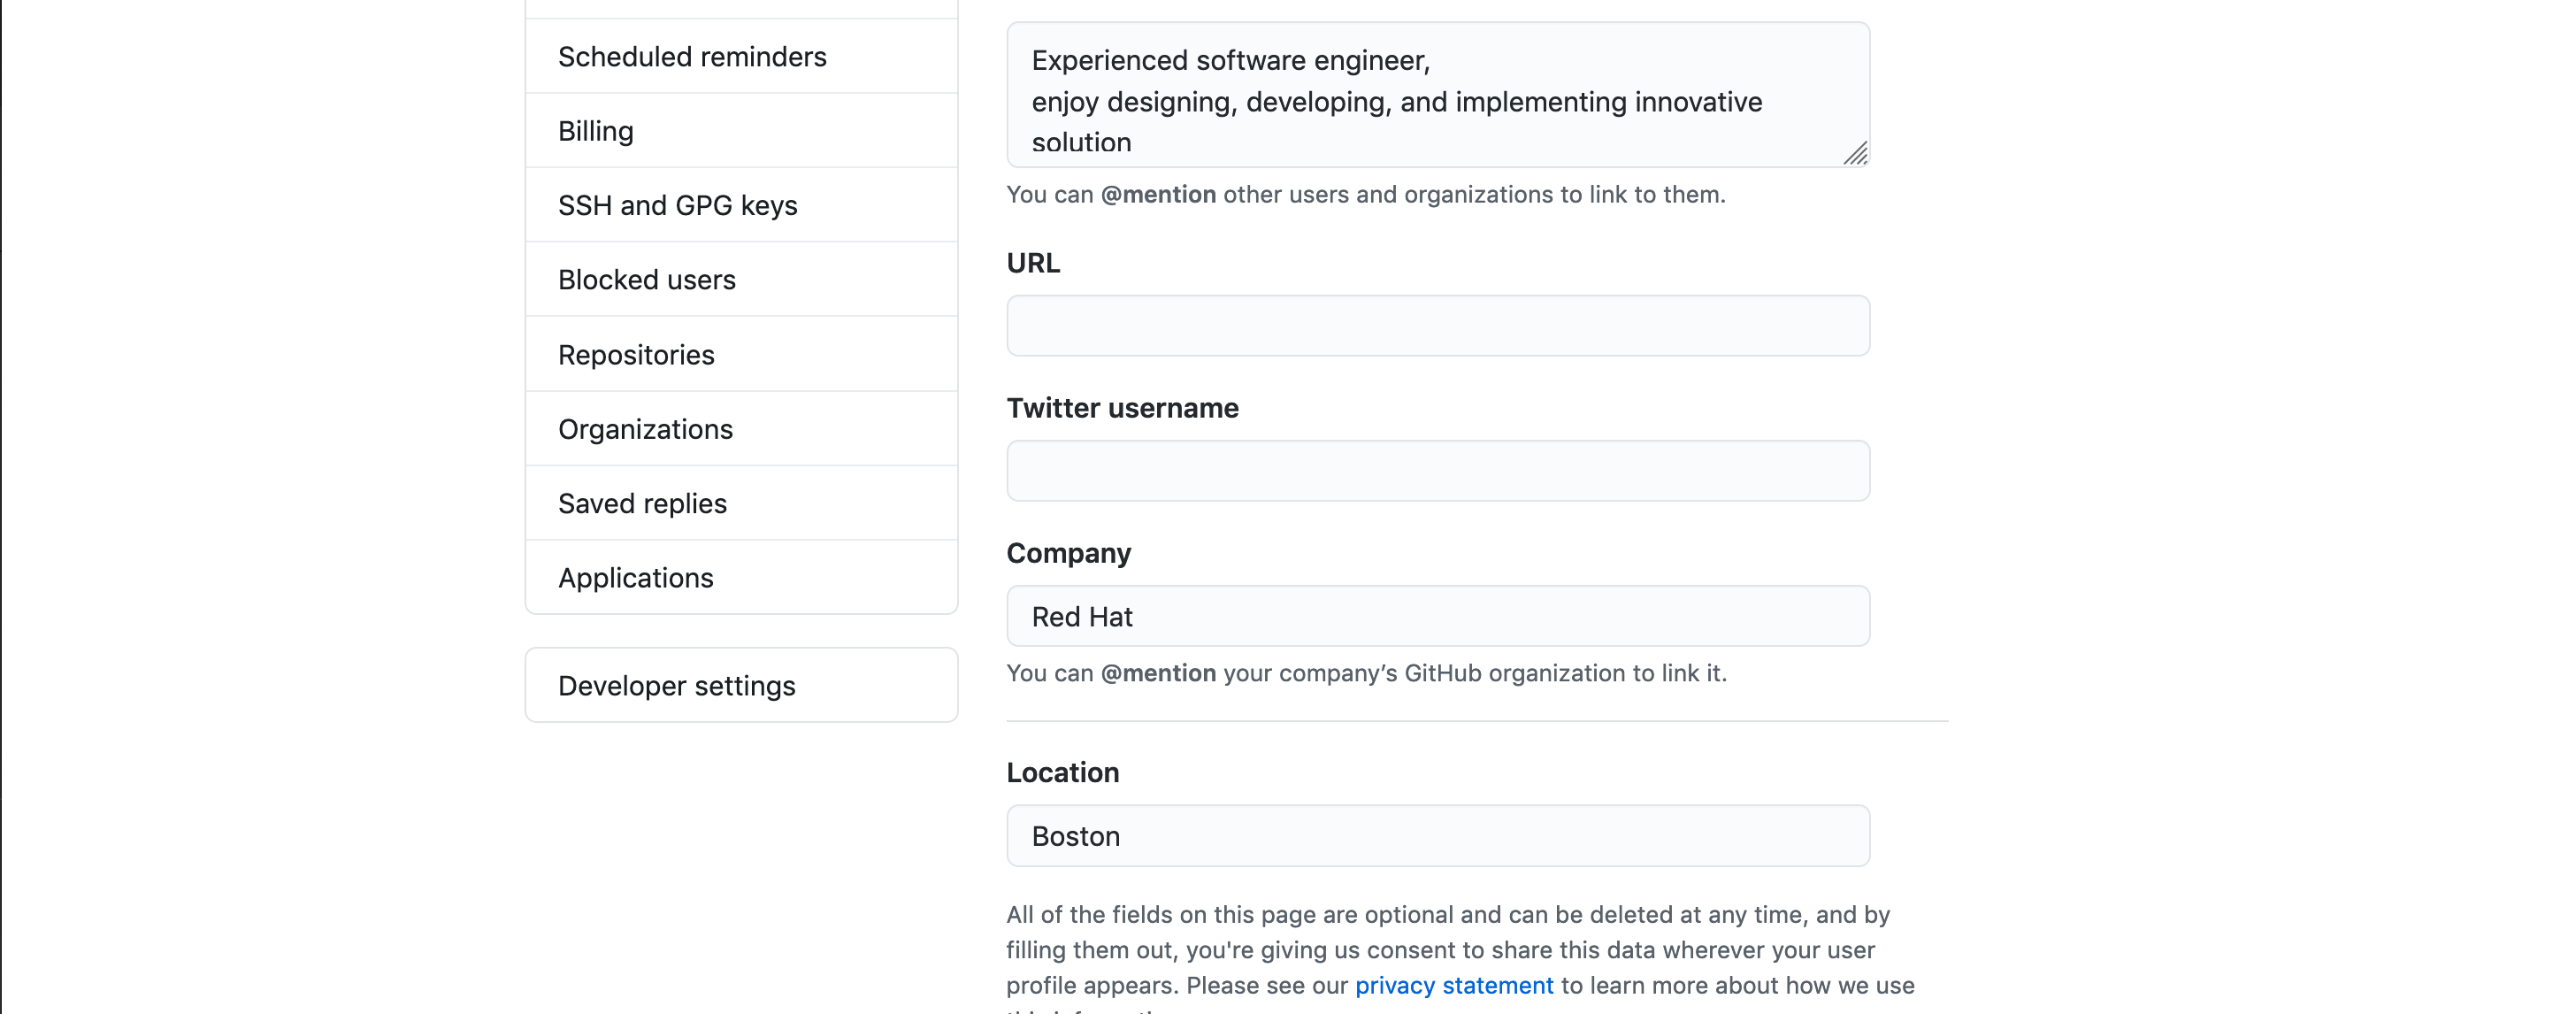 Scheduled reminders
Billing
SSH and GPG keys
Blocked users
Repositories
Organizations
Saved replies
Applications
Developer settings
Experienced software engineer,
enjoy designing, developing, and implementing innovative
solution
You can @mention other users and organizations to link to them.
URL
Twitter username
Company
Red Hat
You can @mention your company’s GitHub organization to link it.
Location
Boston
All of the fields on this page are optional and can be deleted at any time, and by
filling them out, you're giving us consent to share this data wherever your user
profile appears. Please see our privacy statement to learn more about how we use